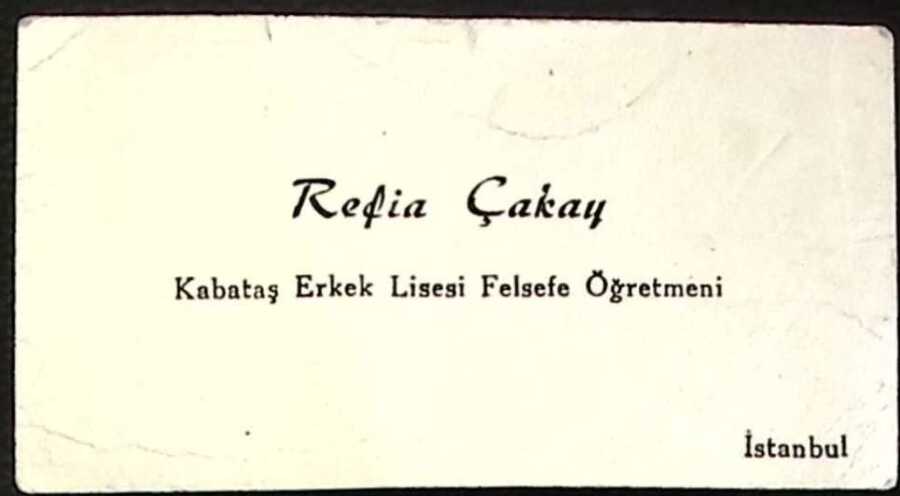 Refia Çakay
Kabataş Erkek Lisesi Felsefe Öğretmeni
İstanbul